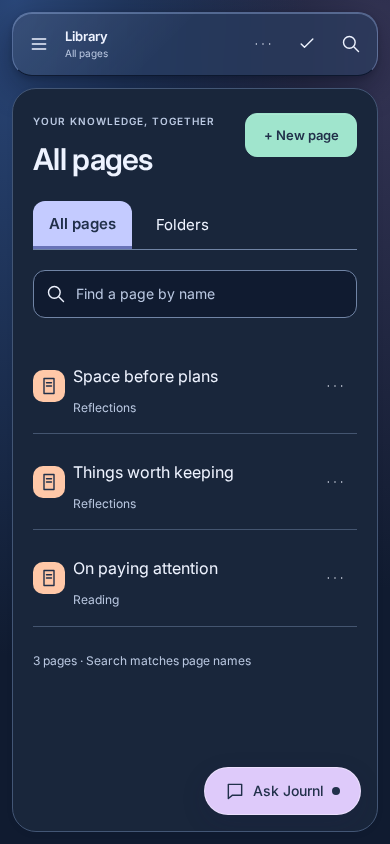 Library
All pages
YOUR KNOWLEDGE, TOGETHER
All pages
+ New page
All pages
Folders
Find a page by name
Space before plans
Reflections
Things worth keeping
Reflections
On paying attention
Reading
3 pages · Search matches page names
Ask Journl